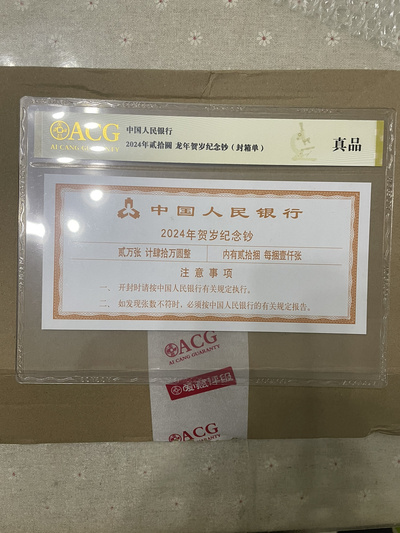 ACG
AI CANG GUARANTY
中国人民银行
2024年贰拾圆 龙年贺岁纪念钞（封箱单）
真品
中国人民银行
2024年贺岁纪念钞
贰万张 计肆拾万圆整
内有贰拾捆 每捆壹仟张
注意事项
一、开封时请按中国人民银行有关规定执行。
二、如发现张数不符时，必须按中国人民银行的有关规定报告。
ACG
AI CANG GUARANTY
ACG
AI CANG GUARANTY